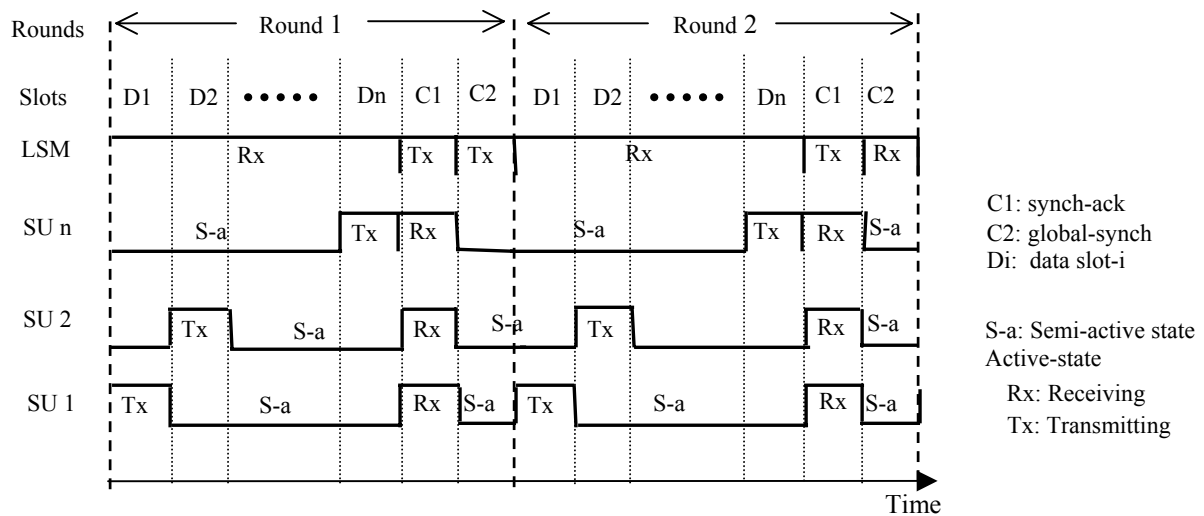 Rounds Round 1 Round 2
Slots D1 D2 ••••• Dn C1 C2 D1 D2 ••••• Dn C1 C2
LSM Rx Tx Tx Rx Tx Rx
SU n S-a Tx Rx S-a Tx Rx S-a
SU 2 Tx S-a Rx S-a Tx Rx S-a
SU 1 Tx S-a Rx S-a Tx S-a Rx S-a
Time
C1: synch-ack
C2: global-synch
Di: data slot-i
S-a: Semi-active state
Active-state
Rx: Receiving
Tx: Transmitting